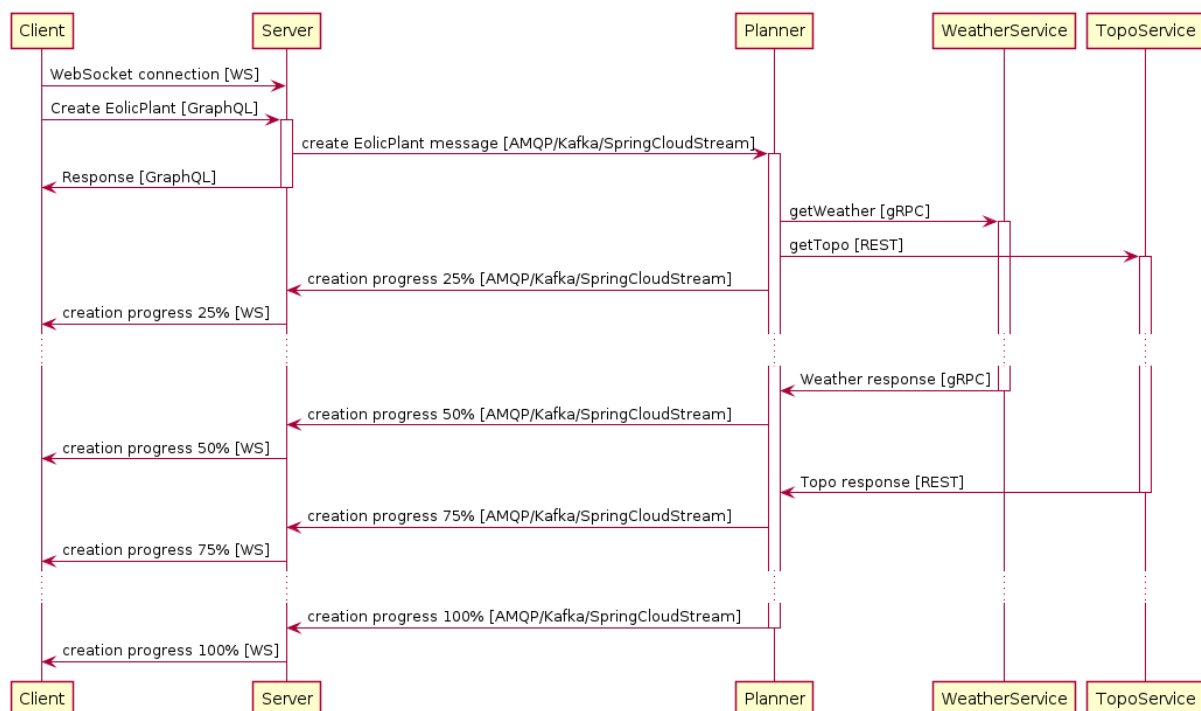 Client
Server
Planner
WeatherService
TopoService
WebSocket connection [WS]
Create EolicPlant [GraphQL]
create EolicPlant message [AMQP/Kafka/SpringCloudStream]
Response [GraphQL]
getWeather [gRPC]
getTopo [REST]
creation progress 25% [AMQP/Kafka/SpringCloudStream]
creation progress 25% [WS]
Weather response [gRPC]
creation progress 50% [AMQP/Kafka/SpringCloudStream]
creation progress 50% [WS]
Topo response [REST]
creation progress 75% [AMQP/Kafka/SpringCloudStream]
creation progress 75% [WS]
creation progress 100% [AMQP/Kafka/SpringCloudStream]
creation progress 100% [WS]
Client
Server
Planner
WeatherService
TopoService